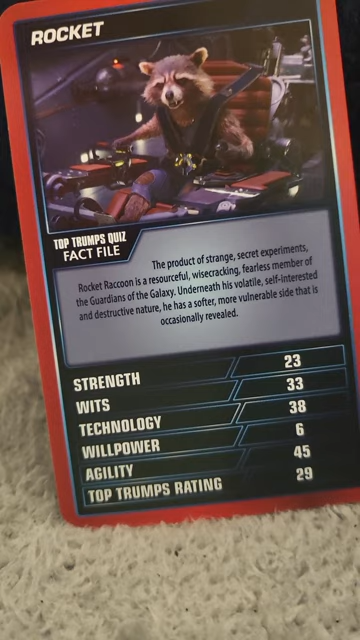 ROCKET
TOP TRUMPS QUIZ
FACT FILE
The product of strange, secret experiments,
Rocket Raccoon is a resourceful, wisecracking, fearless member of
the Guardians of the Galaxy. Underneath his volatile, self-interested
and destructive nature, he has a softer, more vulnerable side that is
occasionally revealed.
STRENGTH 23
WITS 33
TECHNOLOGY 38
WILLPOWER 6
AGILITY 45
TOP TRUMPS RATING 29